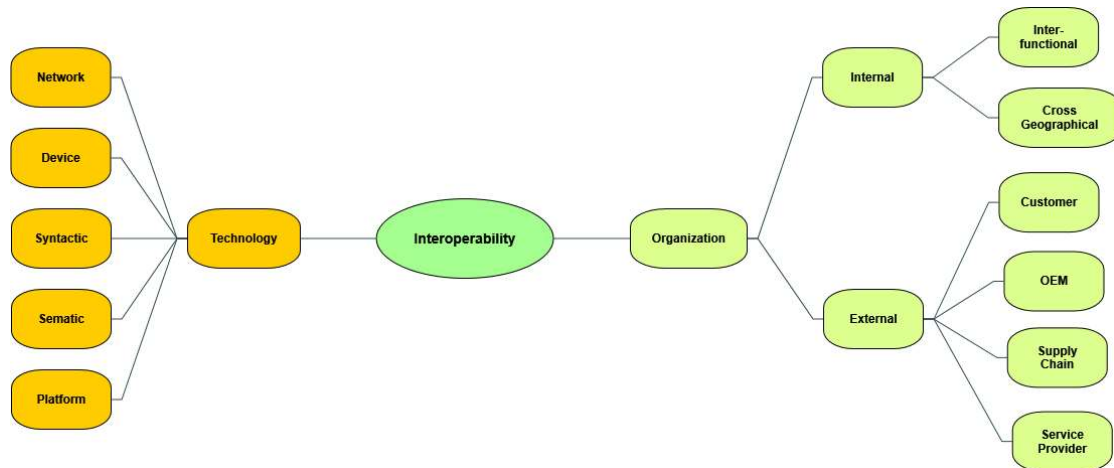 Network
Device
Syntactic
Sematic
Platform
Technology
Interoperability
Organization
Internal
External
Inter-
functional
Cross
Geographical
Customer
OEM
Supply
Chain
Service
Provider